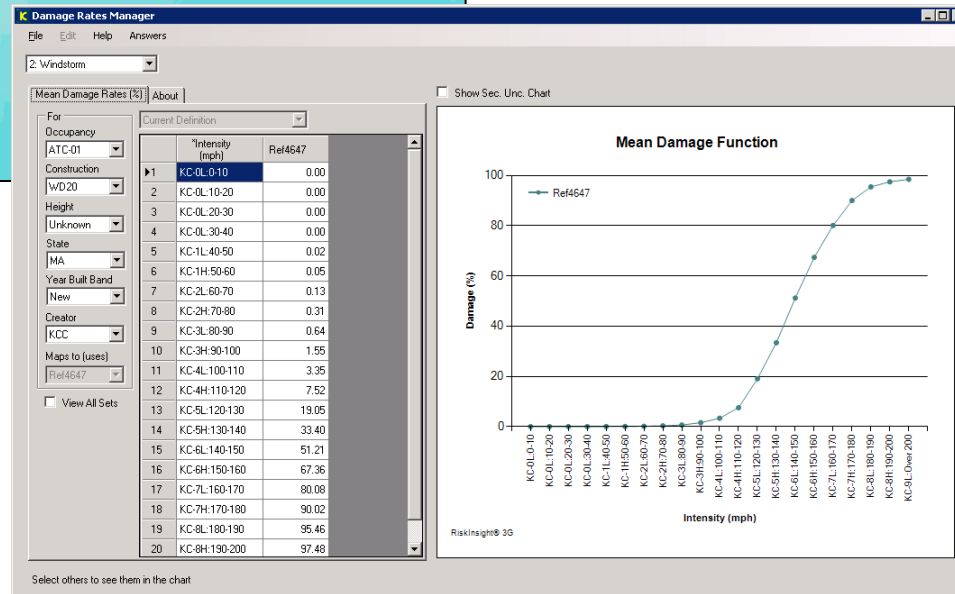 Damage Rates Manager
File Edit Help Answers
2: Windstorm
Mean Damage Rates (%) About
For
Occupancy
ATC-01
Construction
WD20
Height
Unknown
State
MA
Year Built Band
New
Creator
KCC
Maps to (uses)
Ref4647
View All Sets
Current Definition
*Intensity (mph) Ref4647
1 KC-0L:0-10 0.00
2 KC-0L:10-20 0.00
3 KC-0L:20-30 0.00
4 KC-0L:30-40 0.00
5 KC-1L:40-50 0.02
6 KC-1H:50-60 0.05
7 KC-2L:60-70 0.13
8 KC-2H:70-80 0.31
9 KC-3L:80-90 0.64
10 KC-3H:90-100 1.55
11 KC-4L:100-110 3.35
12 KC-4H:110-120 7.52
13 KC-5L:120-130 19.05
14 KC-5H:130-140 33.40
15 KC-6L:140-150 51.21
16 KC-6H:150-160 67.36
17 KC-7L:160-170 80.08
18 KC-7H:170-180 90.02
19 KC-8L:180-190 95.46
20 KC-8H:190-200 97.48
Show Sec. Unc. Chart
Mean Damage Function
Ref4647
Damage (%)
100
80
60
40
20
0
KC-0L:0-10
KC-0L:10-20
KC-0L:20-30
KC-0L:30-40
KC-1L:40-50
KC-1H:50-60
KC-2L:60-70
KC-2H:70-80
KC-3L:80-90
KC-3H:90-100
KC-4L:100-110
KC-4H:110-120
KC-5L:120-130
KC-5H:130-140
KC-6L:140-150
KC-6H:150-160
KC-7L:160-170
KC-7H:170-180
KC-8L:180-190
KC-8H:190-200
KC-9L:Over 200
Intensity (mph)
RiskInsight® 3G
Select others to see them in the chart